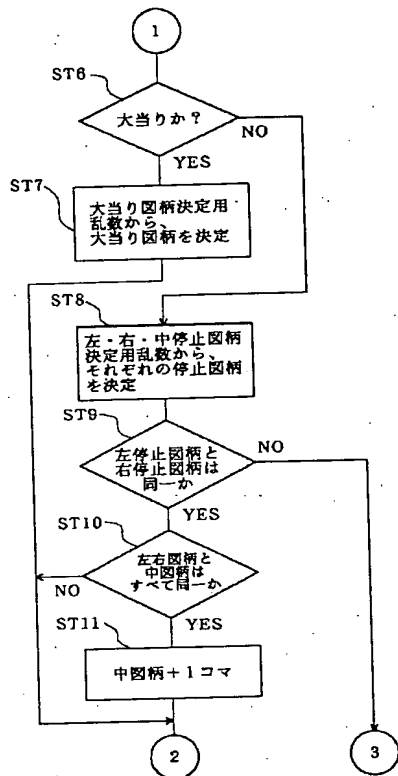 1
ST6
大当りか？
NO
YES
ST7
大当り図柄決定用
乱数から、
大当り図柄を決定
ST8
左・右・中停止図柄
決定用乱数から、
それぞれの停止図柄
を決定
ST9
左停止図柄と
右停止図柄は
同一か
NO
YES
ST10
左右図柄と
中図柄は
すべて同一か
NO
YES
ST11
中図柄＋１コマ
2
3